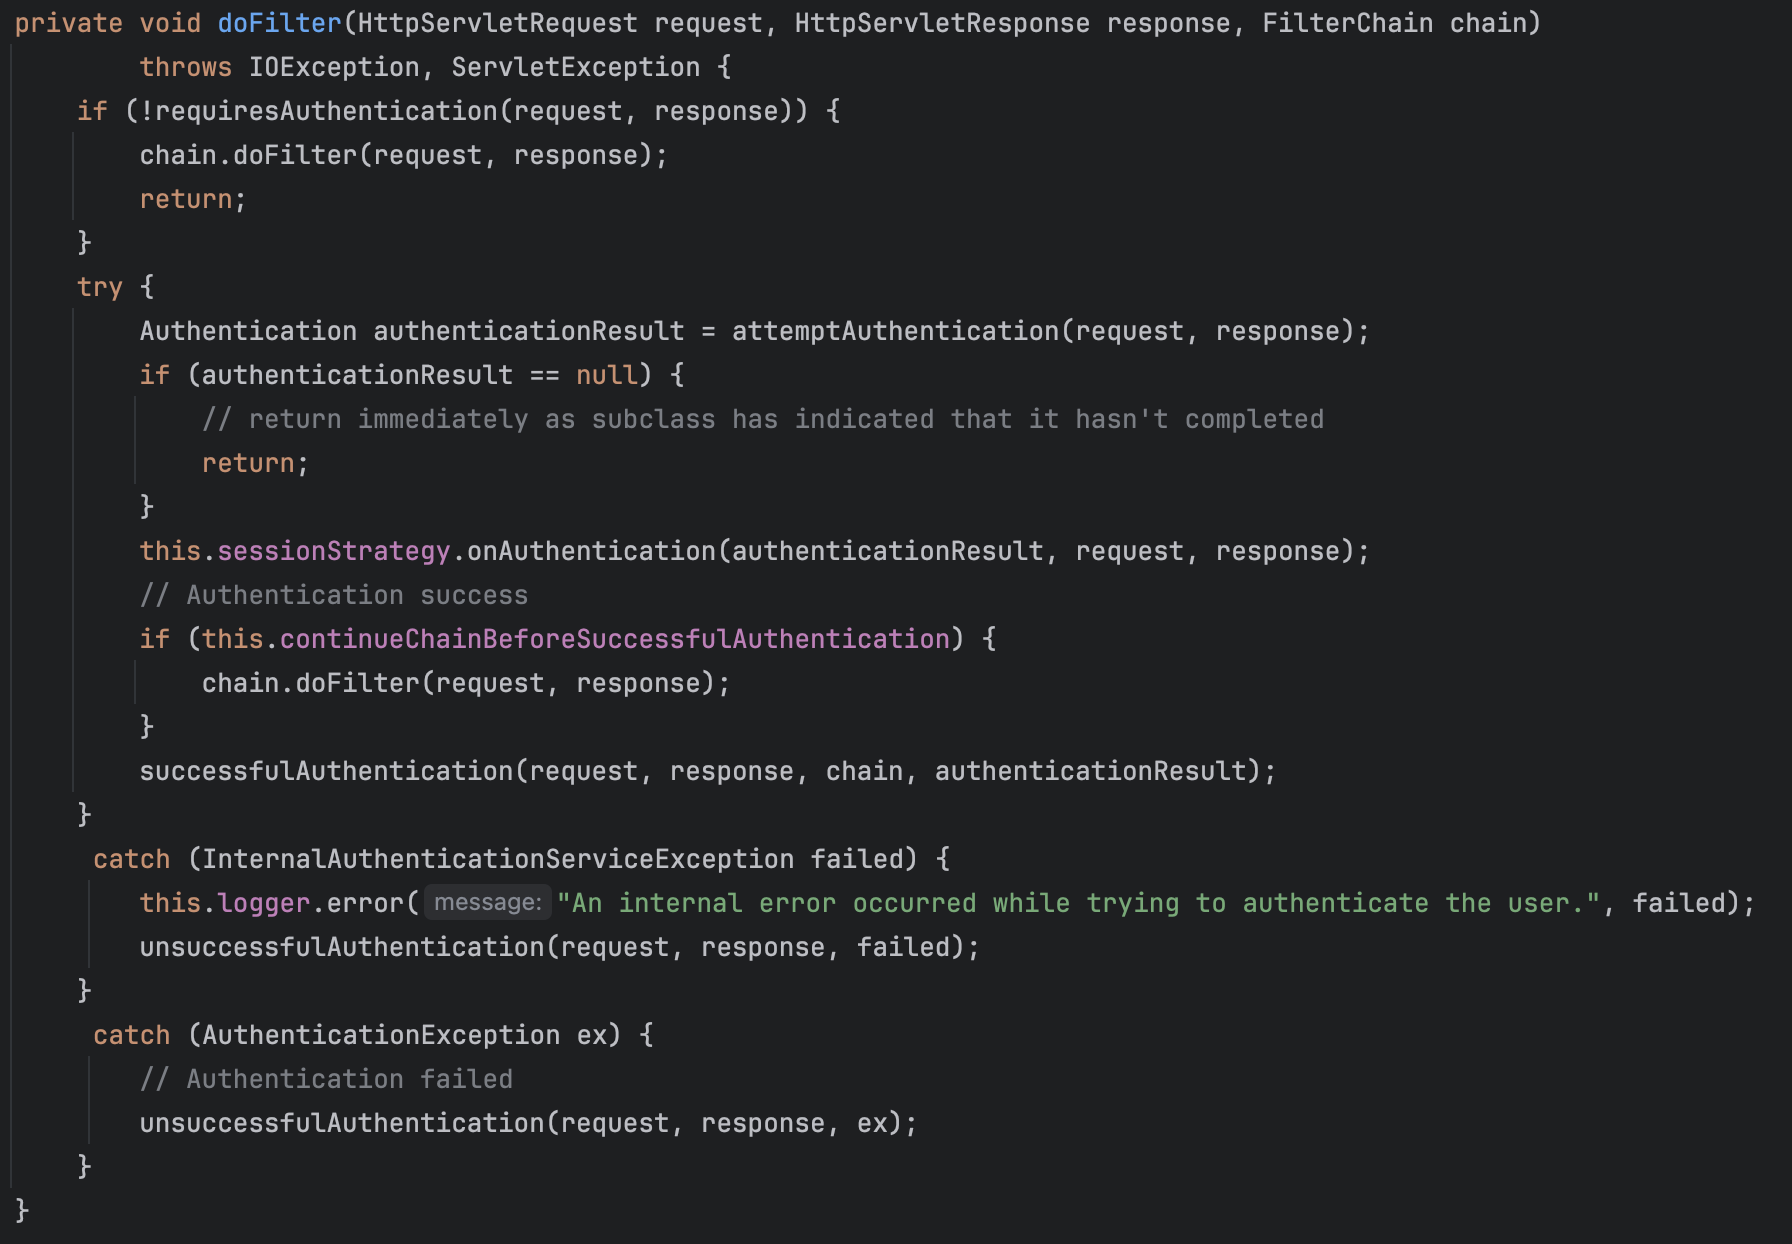 private void doFilter(HttpServletRequest request, HttpServletResponse response, FilterChain chain)
        throws IOException, ServletException {
    if (!requiresAuthentication(request, response)) {
        chain.doFilter(request, response);
        return;
    }
    try {
        Authentication authenticationResult = attemptAuthentication(request, response);
        if (authenticationResult == null) {
            // return immediately as subclass has indicated that it hasn't completed
            return;
        }
        this.sessionStrategy.onAuthentication(authenticationResult, request, response);
        // Authentication success
        if (this.continueChainBeforeSuccessfulAuthentication) {
            chain.doFilter(request, response);
        }
        successfulAuthentication(request, response, chain, authenticationResult);
    }
     catch (InternalAuthenticationServiceException failed) {
        this.logger.error( message: "An internal error occurred while trying to authenticate the user.", failed);
        unsuccessfulAuthentication(request, response, failed);
    }
     catch (AuthenticationException ex) {
        // Authentication failed
        unsuccessfulAuthentication(request, response, ex);
    }
}